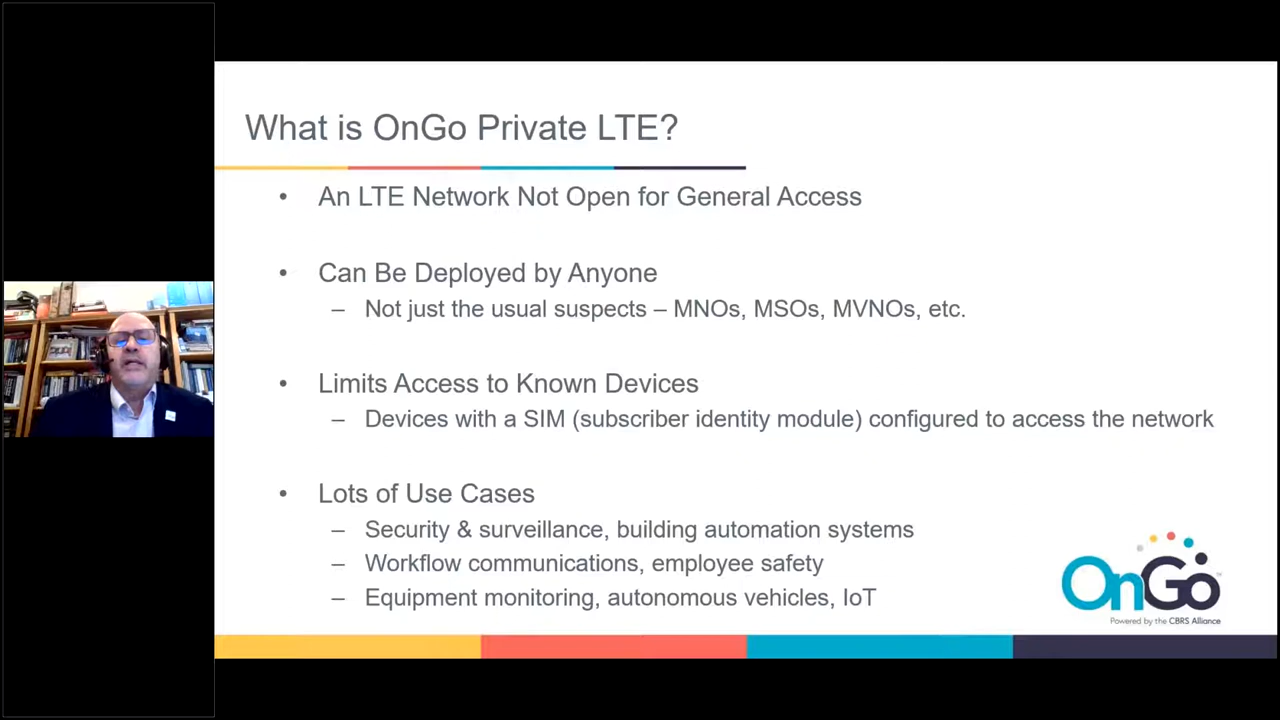 What is OnGo Private LTE?
• An LTE Network Not Open for General Access
• Can Be Deployed by Anyone
– Not just the usual suspects – MNOs, MSOs, MVNOs, etc.
• Limits Access to Known Devices
– Devices with a SIM (subscriber identity module) configured to access the network
• Lots of Use Cases
– Security & surveillance, building automation systems
– Workflow communications, employee safety
– Equipment monitoring, autonomous vehicles, IoT
OnGo
Powered by the CBRS Alliance